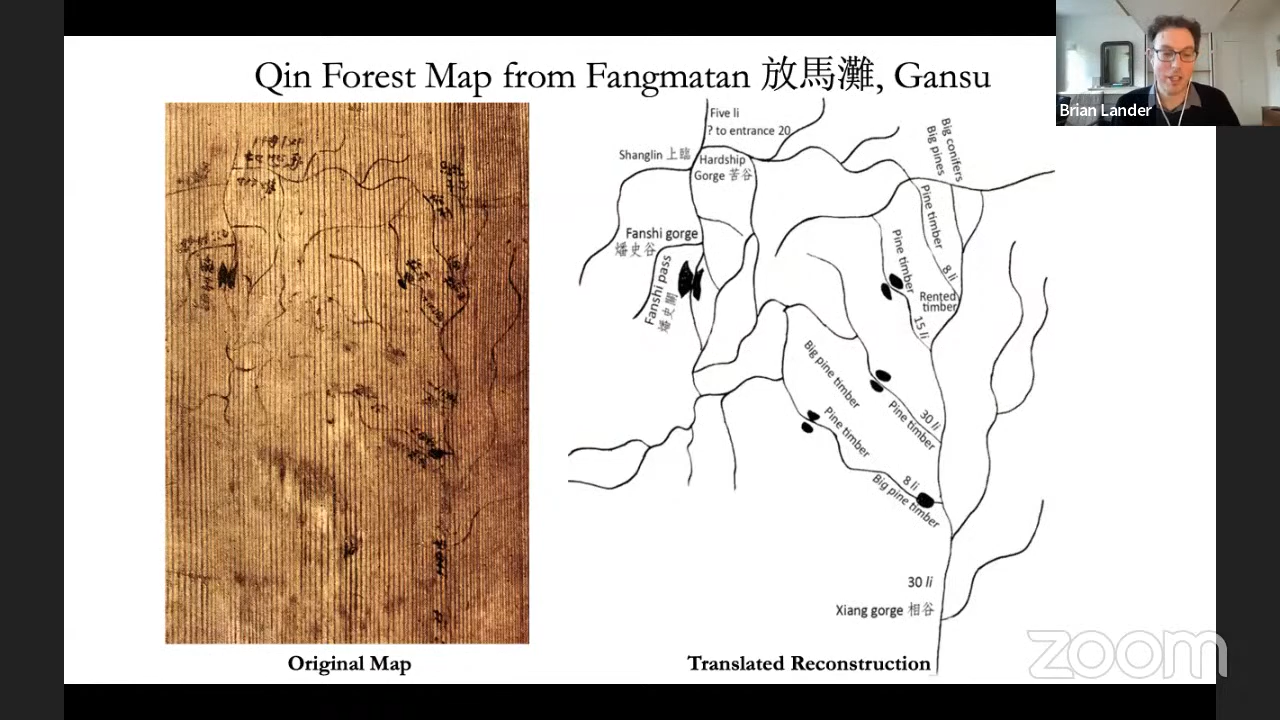 Qin Forest Map from Fangmatan 放馬灘, Gansu
Brian Lander
Five li
? to entrance 20
Shanglin 上臨
Hardship
Gorge 苦谷
Big conifers
Big pines
Pine timber
8 li
Rented
timber
Pine timber
15 li
Fanshi gorge
燔史谷
Fanshi pass
燔史關
Big pine timber
Pine timber
30 li
Pine timber
8 li
Big pine timber
30 li
Xiang gorge 相谷
Original Map
Translated Reconstruction
zoom